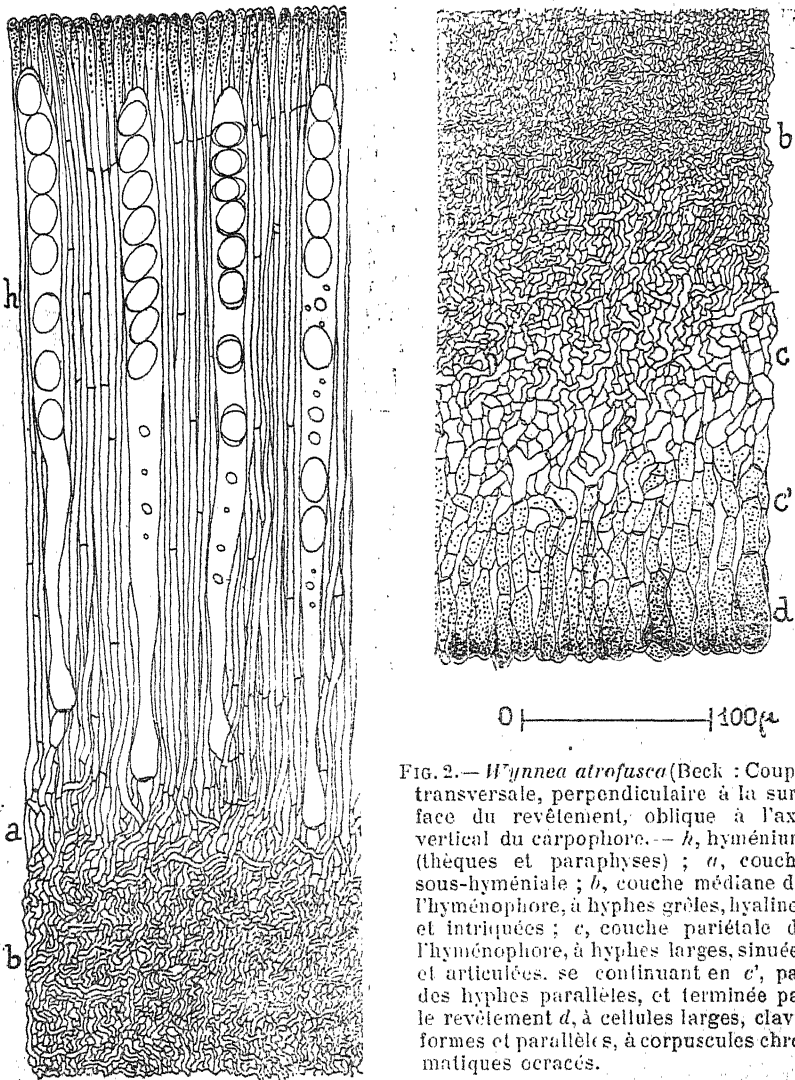 h
a
b
b
c
c'
d
0 100µ
FIG. 2.— Wynnea atrofusca (Beck : Coup
transversale, perpendiculaire à la sur
face du revêtement, oblique à l'ax
vertical du carpophore.— h, hyméniur
(thèques et paraphyses) ; a, couch
sous-hyméniale ; b, couche médiane d
l'hyménophore, à hyphes grêles, hyaline
et intriquées ; c, couche pariétale d
l'hyménophore, à hyphes larges, sinuée
et articulées. se continuant en c', pa
des hyphes parallèles, et terminée pa
le revêtement d, à cellules larges, clavi
formes et parallèles, à corpuscules chro
matiques ocracés.